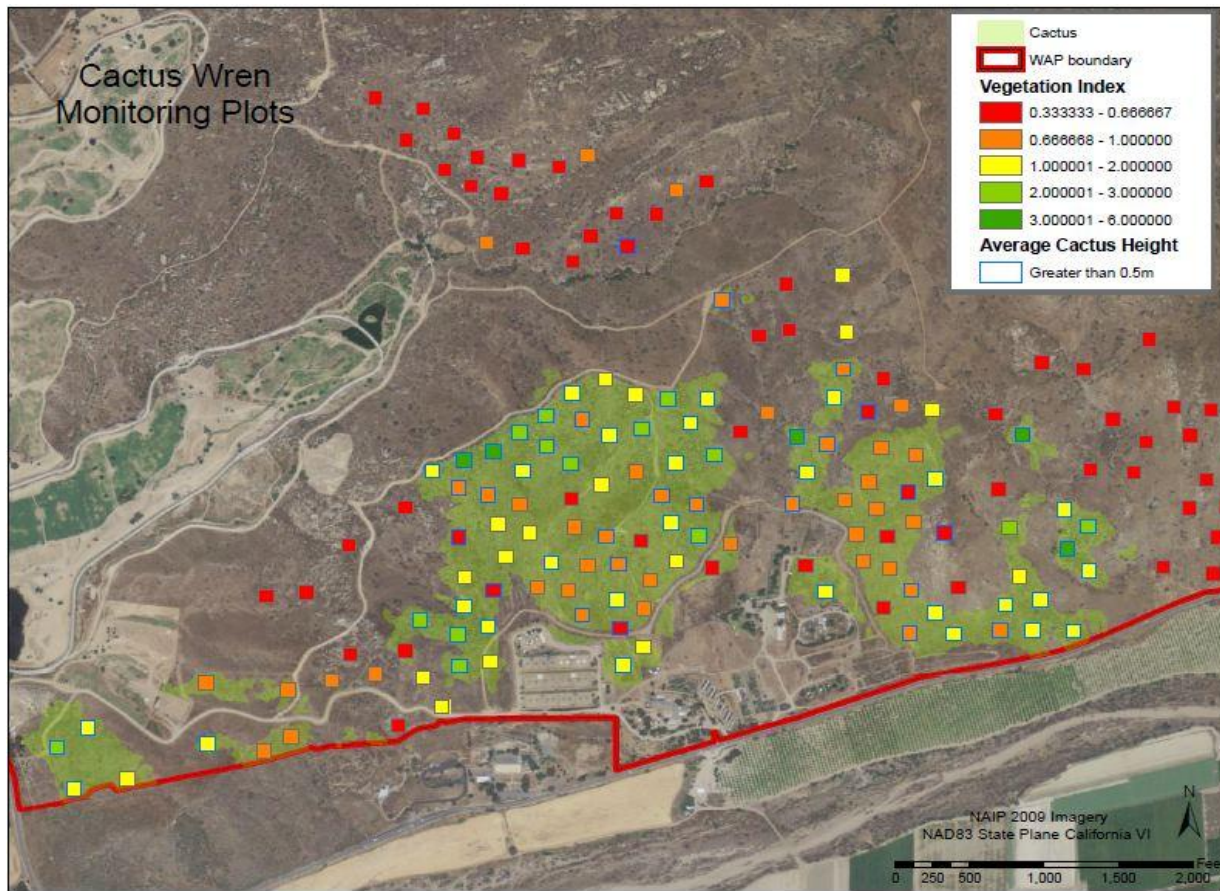 Cactus Wren
Monitoring Plots
Cactus
WAP boundary
Vegetation Index
0.333333 - 0.666667
0.666668 - 1.000000
1.000001 - 2.000000
2.000001 - 3.000000
3.000001 - 6.000000
Average Cactus Height
Greater than 0.5m
N
NAIP 2009 Imagery
NAD83 State Plane California VI
Fee
0 250 500 1,000 1,500 2,000